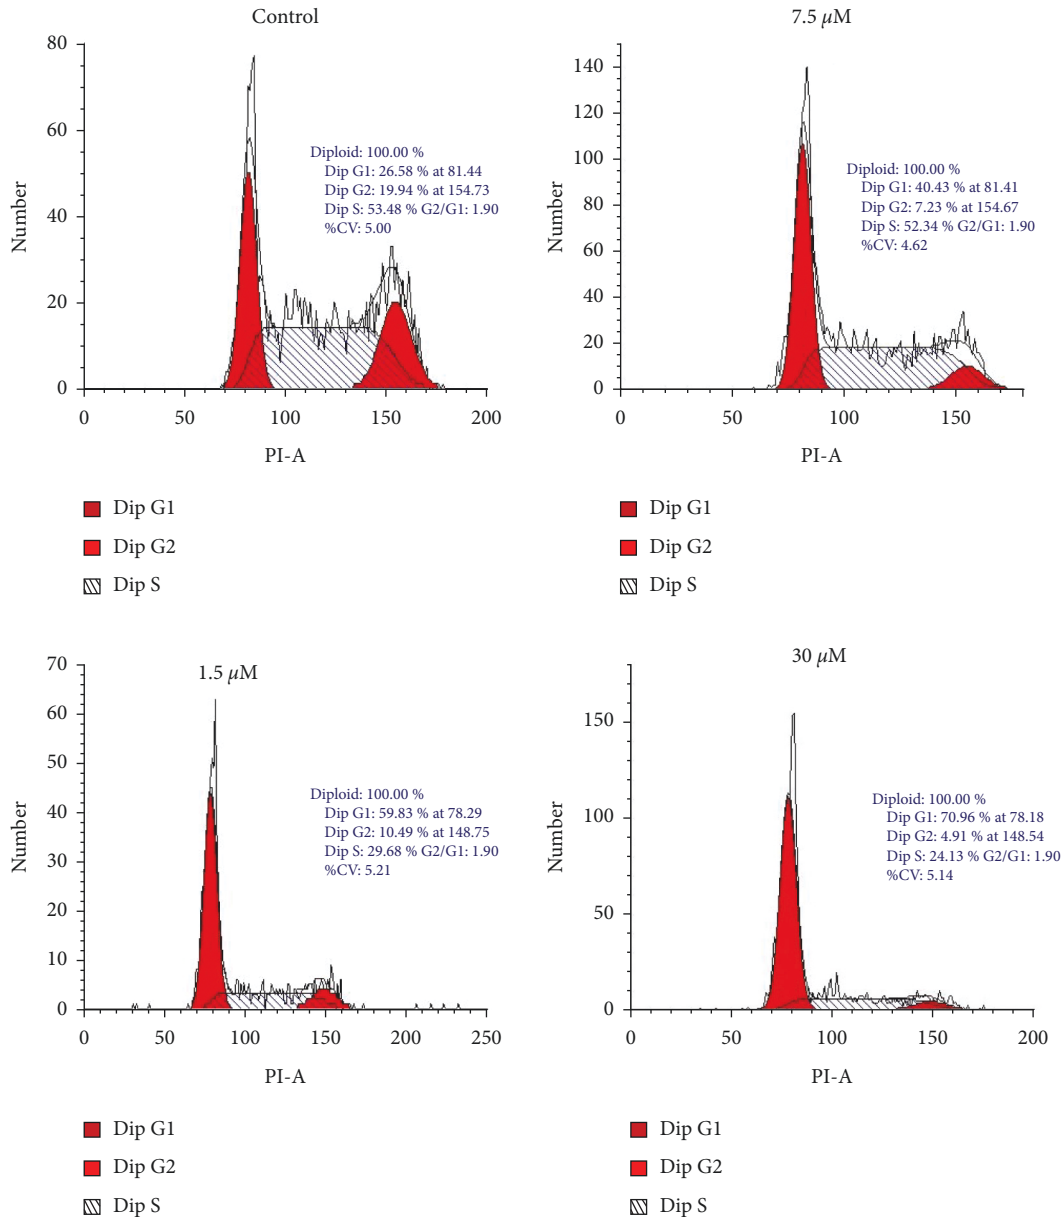 Control
Number
80
60
40
20
0
Diploid: 100.00 %
Dip G1: 26.58 % at 81.44
Dip G2: 19.94 % at 154.73
Dip S: 53.48 % G2/G1: 1.90
%CV: 5.00
0 50 100 150 200
PI-A
Dip G1
Dip G2
Dip S
7.5 μM
Number
140
120
100
80
60
40
20
0
Diploid: 100.00 %
Dip G1: 40.43 % at 81.41
Dip G2: 7.23 % at 154.67
Dip S: 52.34 % G2/G1: 1.90
%CV: 4.62
0 50 100 150
PI-A
Dip G1
Dip G2
Dip S
1.5 μM
Number
70
60
50
40
30
20
10
0
Diploid: 100.00 %
Dip G1: 59.83 % at 78.29
Dip G2: 10.49 % at 148.75
Dip S: 29.68 % G2/G1: 1.90
%CV: 5.21
0 50 100 150 200 250
PI-A
Dip G1
Dip G2
Dip S
30 μM
Number
150
100
50
0
Diploid: 100.00 %
Dip G1: 70.96 % at 78.18
Dip G2: 4.91 % at 148.54
Dip S: 24.13 % G2/G1: 1.90
%CV: 5.14
0 50 100 150 200
PI-A
Dip G1
Dip G2
Dip S